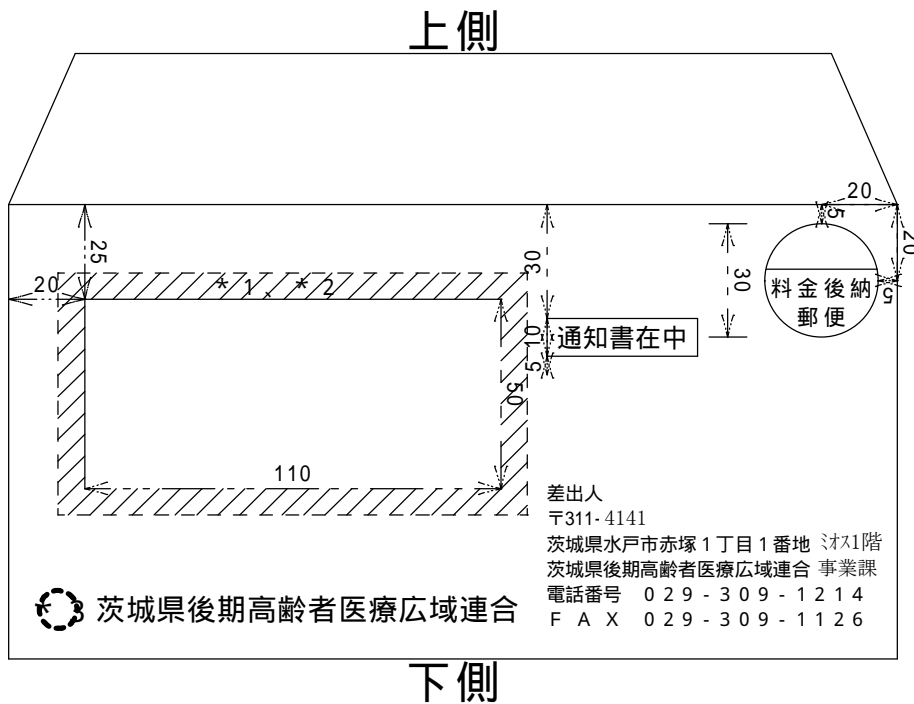 上側
20
5
20
5
25
20
30
30
料金後納
郵便
*1、*2
10
通知書在中
5
50
110
差出人
〒311-4141
茨城県水戸市赤塚1丁目1番地 ﾐｵｽ1階
茨城県後期高齢者医療広域連合 事業課
電話番号 029-309-1214
FAX 029-309-1126
*3 茨城県後期高齢者医療広域連合
下側